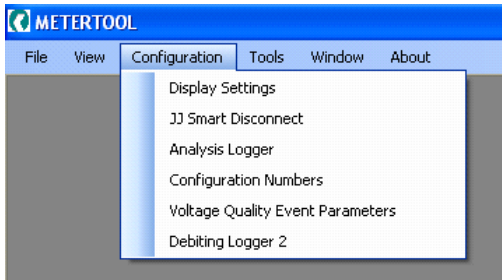 METERTOOL
File View Configuration Tools Window About
Display Settings
JJ Smart Disconnect
Analysis Logger
Configuration Numbers
Voltage Quality Event Parameters
Debiting Logger 2